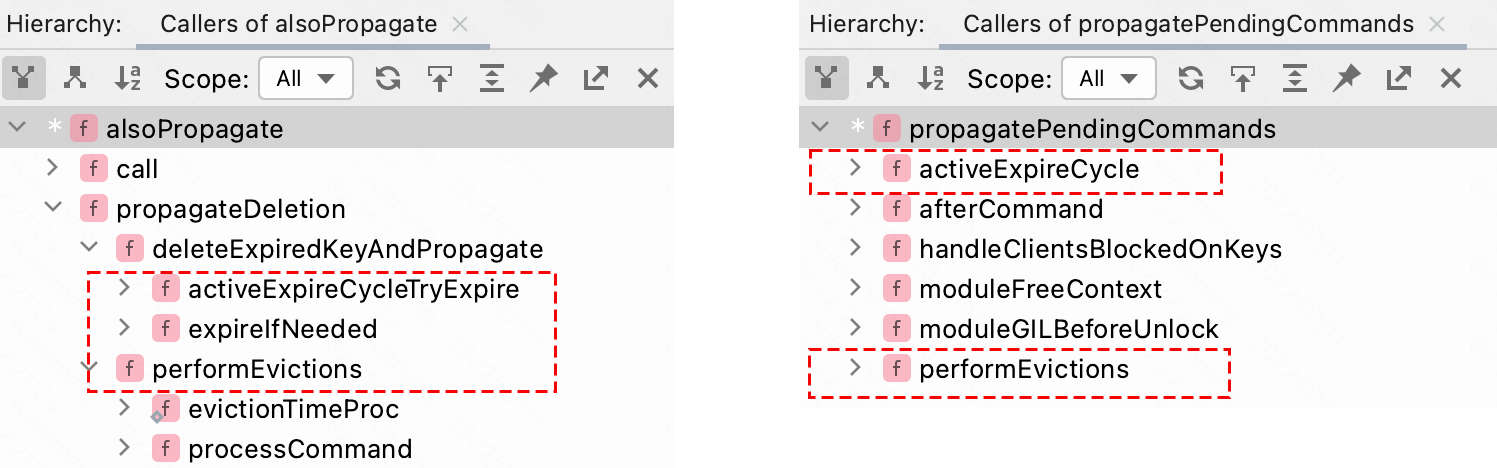 Hierarchy: Callers of alsoPropagate
Scope: All
* f alsoPropagate
f call
f propagateDeletion
f deleteExpiredKeyAndPropagate
f activeExpireCycleTryExpire
f expireIfNeeded
f performEvictions
f evictionTimeProc
f processCommand
Hierarchy: Callers of propagatePendingCommands
Scope: All
* f propagatePendingCommands
f activeExpireCycle
f afterCommand
f handleClientsBlockedOnKeys
f moduleFreeContext
f moduleGILBeforeUnlock
f performEvictions